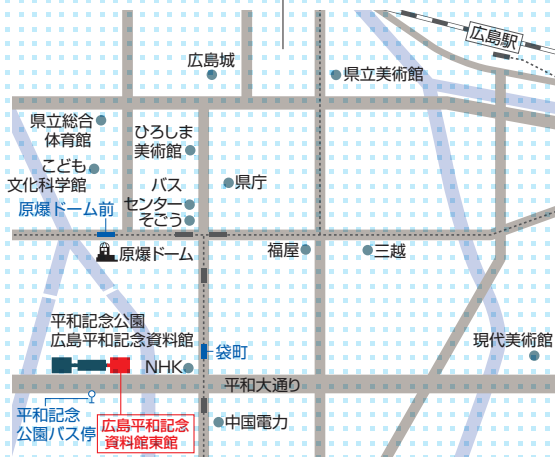 広島駅
広島城
県立美術館
県立総合
体育館
ひろしま
美術館
こども
文化科学館
県庁
バス
センター
そごう
原爆ドーム前
原爆ドーム
福屋
三越
平和記念公園
広島平和記念資料館
袋町
現代美術館
NHK
平和大通り
平和記念
公園バス停
広島平和記念
資料館東館
中国電力